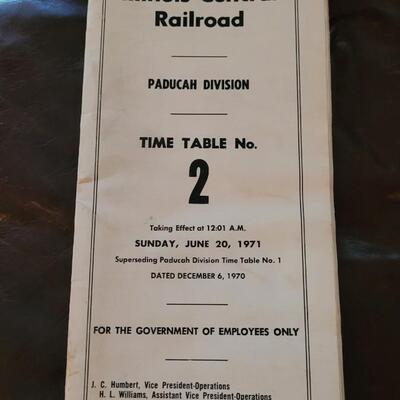 Illinois Central
Railroad
PADUCAH DIVISION
TIME TABLE No.
2
Taking Effect at 12:01 A.M.
SUNDAY, JUNE 20, 1971
Superseding Paducah Division Time Table No. 1
DATED DECEMBER 6, 1970
FOR THE GOVERNMENT OF EMPLOYEES ONLY
J. C. Humbert, Vice President-Operations
H. L. Williams, Assistant Vice President-Operations